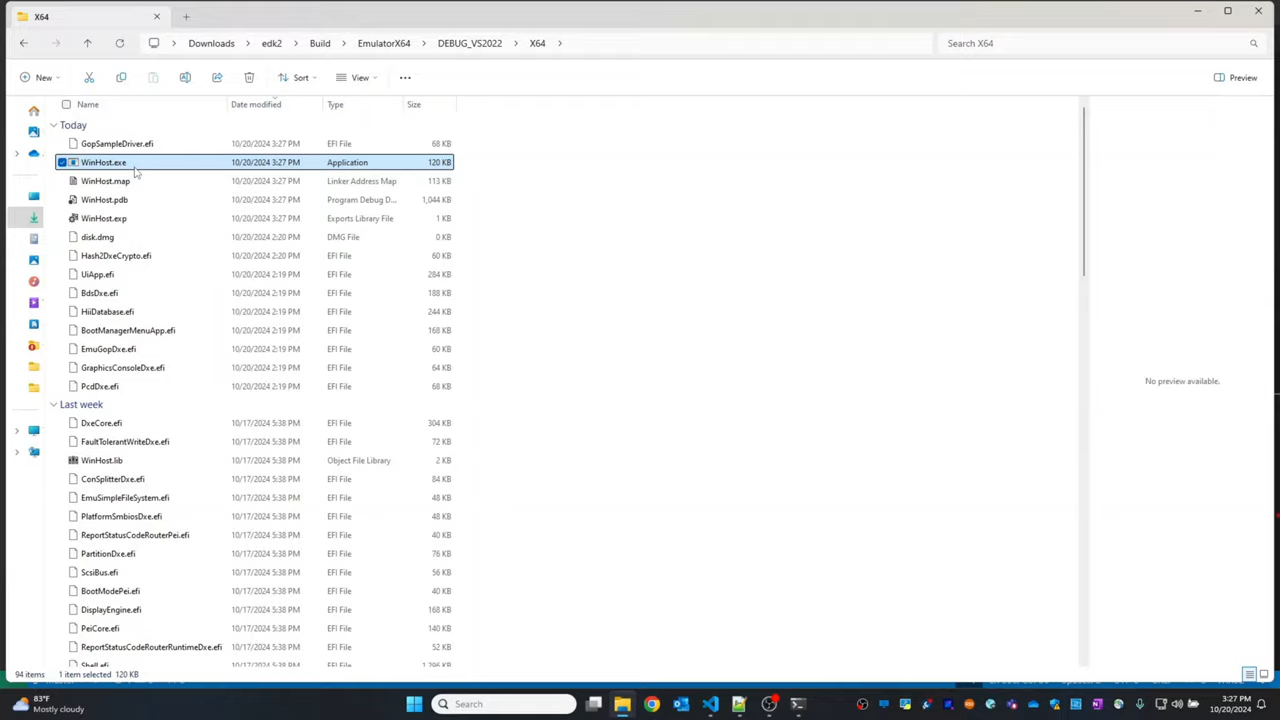 X64
Downloads > edk2 > Build > EmulatorX64 > DEBUG_VS2022 > X64 >
Search X64
New
Sort
View
Preview
Name Date modified Type Size
Today
GopSampleDriver.efi 10/20/2024 3:27 PM EFI File 68 KB
WinHost.exe 10/20/2024 3:27 PM Application 120 KB
WinHost.map 10/20/2024 3:27 PM Linker Address Map 113 KB
WinHost.pdb 10/20/2024 3:27 PM Program Debug D... 1,044 KB
WinHost.exp 10/20/2024 3:27 PM Exports Library File 1 KB
disk.dmg 10/20/2024 2:20 PM DMG File 0 KB
Hash2DxeCrypto.efi 10/20/2024 2:20 PM EFI File 60 KB
UiApp.efi 10/20/2024 2:19 PM EFI File 284 KB
BdsDxe.efi 10/20/2024 2:19 PM EFI File 188 KB
HiiDatabase.efi 10/20/2024 2:19 PM EFI File 244 KB
BootManagerMenuApp.efi 10/20/2024 2:19 PM EFI File 168 KB
EmuGopDxe.efi 10/20/2024 2:19 PM EFI File 60 KB
GraphicsConsoleDxe.efi 10/20/2024 2:19 PM EFI File 64 KB
PcdDxe.efi 10/20/2024 2:19 PM EFI File 68 KB
Last week
DxeCore.efi 10/17/2024 5:38 PM EFI File 304 KB
FaultTolerantWriteDxe.efi 10/17/2024 5:38 PM EFI File 72 KB
WinHost.lib 10/17/2024 5:38 PM Object File Library 2 KB
ConSplitterDxe.efi 10/17/2024 5:38 PM EFI File 84 KB
EmuSimpleFileSystem.efi 10/17/2024 5:38 PM EFI File 48 KB
PlatformSmbiosDxe.efi 10/17/2024 5:38 PM EFI File 48 KB
ReportStatusCodeRouterPei.efi 10/17/2024 5:38 PM EFI File 40 KB
PartitionDxe.efi 10/17/2024 5:38 PM EFI File 76 KB
ScsiBus.efi 10/17/2024 5:38 PM EFI File 56 KB
BootModePei.efi 10/17/2024 5:38 PM EFI File 40 KB
DisplayEngine.efi 10/17/2024 5:38 PM EFI File 168 KB
PeiCore.efi 10/17/2024 5:38 PM EFI File 140 KB
ReportStatusCodeRouterRuntimeDxe.efi 10/17/2024 5:38 PM EFI File 52 KB
Shell.efi 10/17/2024 5:38 PM EFI File 1,296 KB
No preview available.
94 items 1 item selected 120 KB
83°F
Mostly cloudy
Search
3:27 PM
10/20/2024